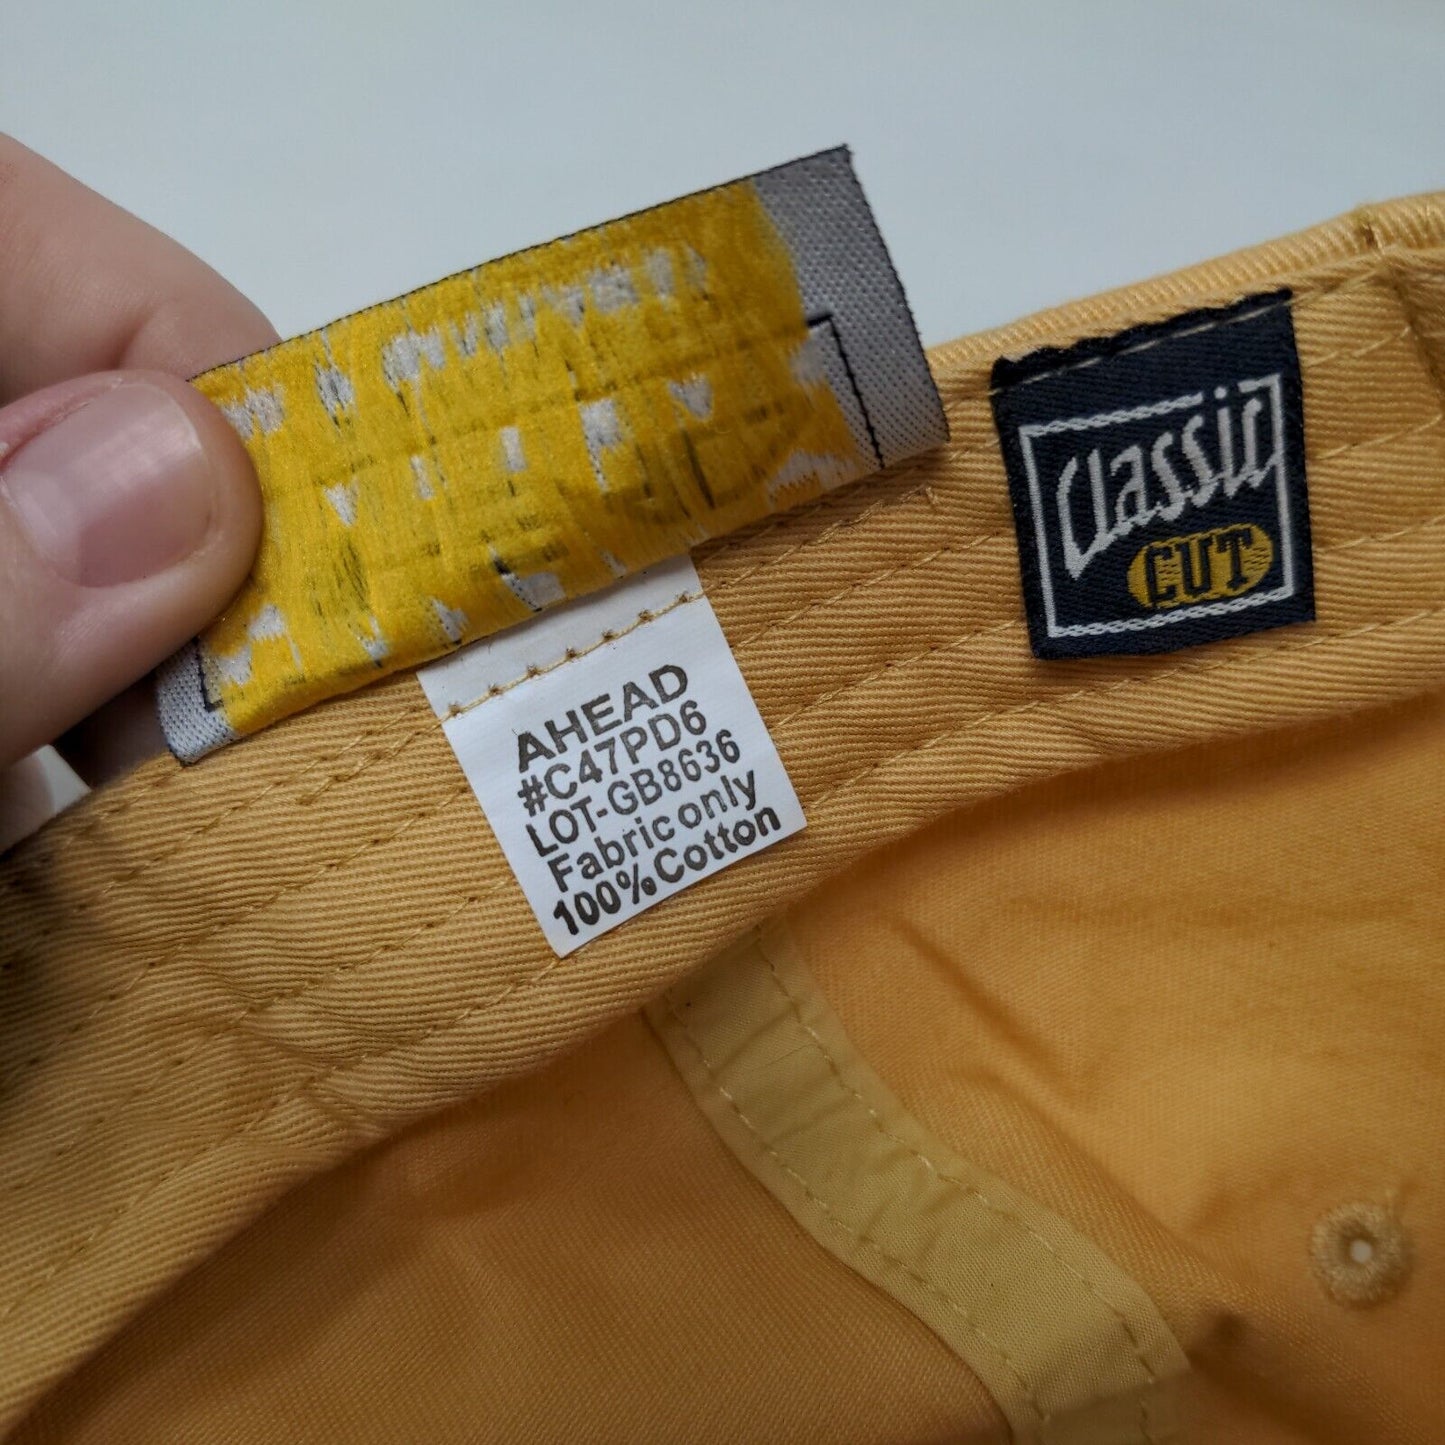 AHEAD
#C47PD6
LOT-GB8636
Fabric only
100% Cotton
Classic
CUT